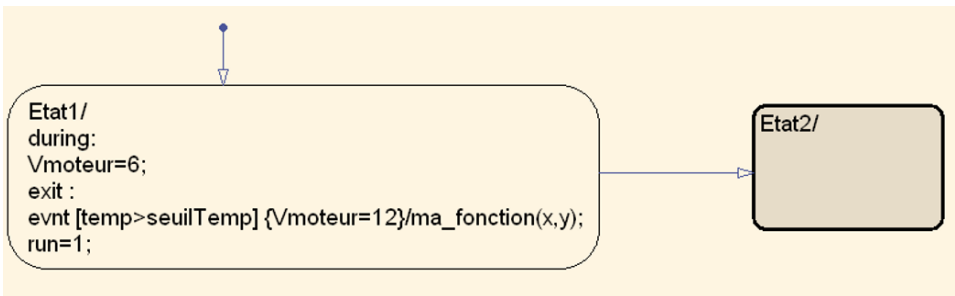 Etat1/
during:
Vmoteur=6;
exit :
evnt [temp>seuilTemp] {Vmoteur=12}/ma_fonction(x,y);
run=1;
Etat2/